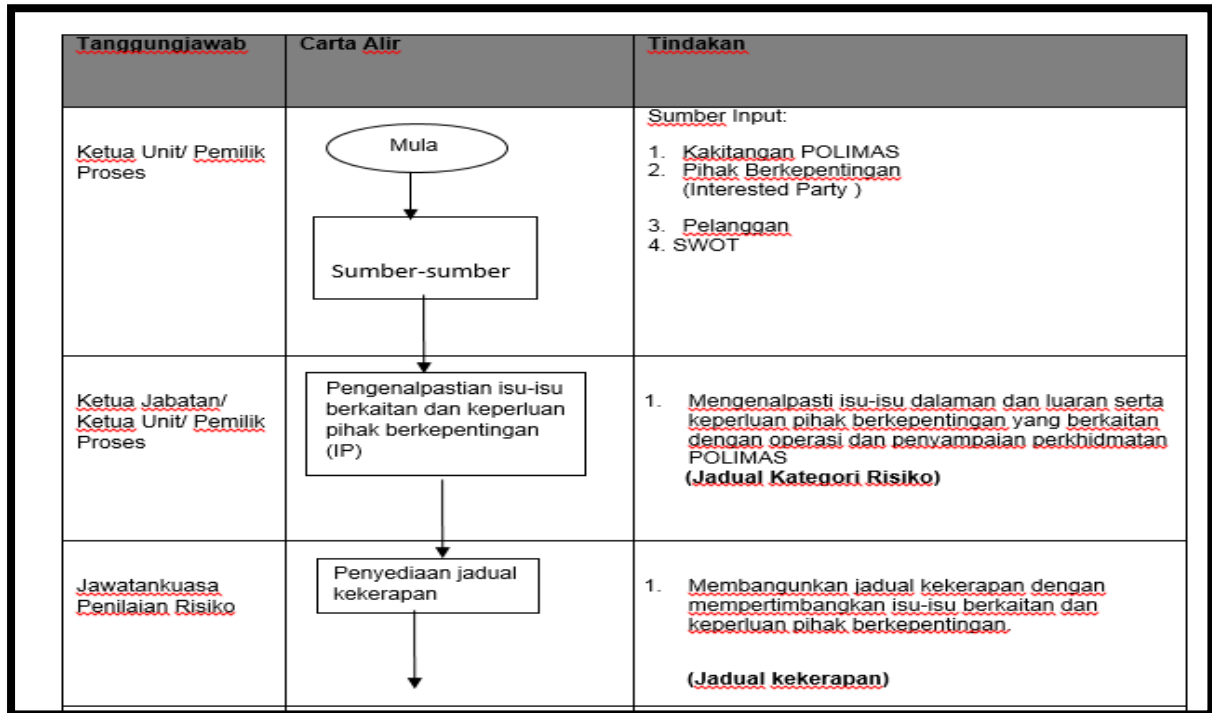 Tanggungjawab
Carta Alir
Tindakan
Ketua Unit/ Pemilik
Proses
Mula
Sumber-sumber
Sumber Input:
1. Kakitangan POLIMAS
2. Pihak Berkepentingan
(Interested Party )
3. Pelanggan
4. SWOT
Ketua Jabatan/
Ketua Unit/ Pemilik
Proses
Pengenalpastian isu-isu
berkaitan dan keperluan
pihak berkepentingan
(IP)
1. Mengenalpasti isu-isu dalaman dan luaran serta
keperluan pihak berkepentingan yang berkaitan
dengan operasi dan penyampaian perkhidmatan
POLIMAS
(Jadual Kategori Risiko)
Jawatankuasa
Penilaian Risiko
Penyediaan jadual
kekerapan
1. Membangunkan jadual kekerapan dengan
mempertimbangkan isu-isu berkaitan dan
keperluan pihak berkepentingan.
(Jadual kekerapan)